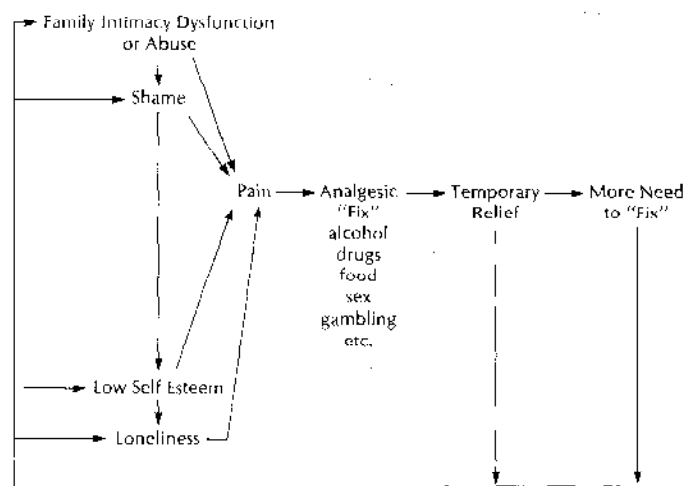 Family Intimacy Dysfunction
or Abuse
Shame
Pain
Analgesic
"Fix"
alcohol
drugs
food
sex
gambling
etc.
Temporary
Relief
More Need
to "Fix"
Low Self Esteem
Loneliness